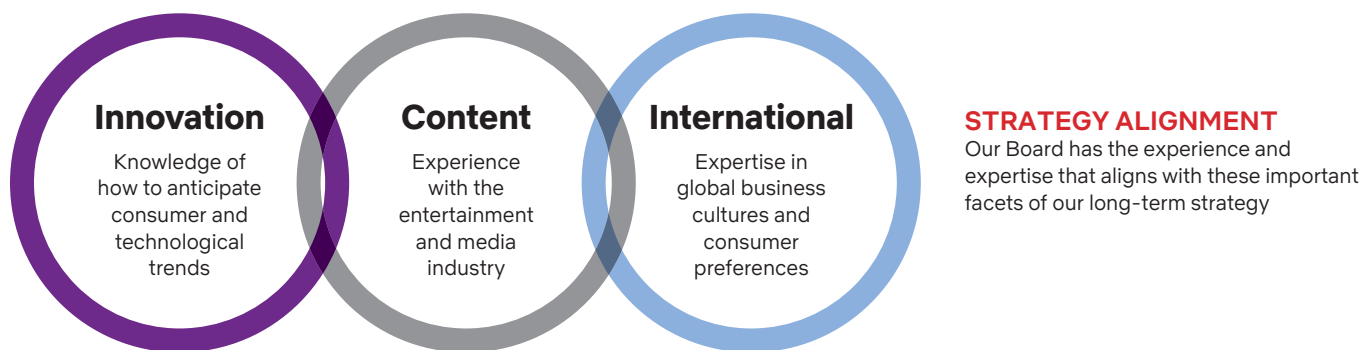 Innovation
Knowledge of
how to anticipate
consumer and
technological
trends
Content
Experience
with the
entertainment
and media
industry
International
Expertise in
global business
cultures and
consumer
preferences
STRATEGY ALIGNMENT
Our Board has the experience and
expertise that aligns with these important
facets of our long-term strategy